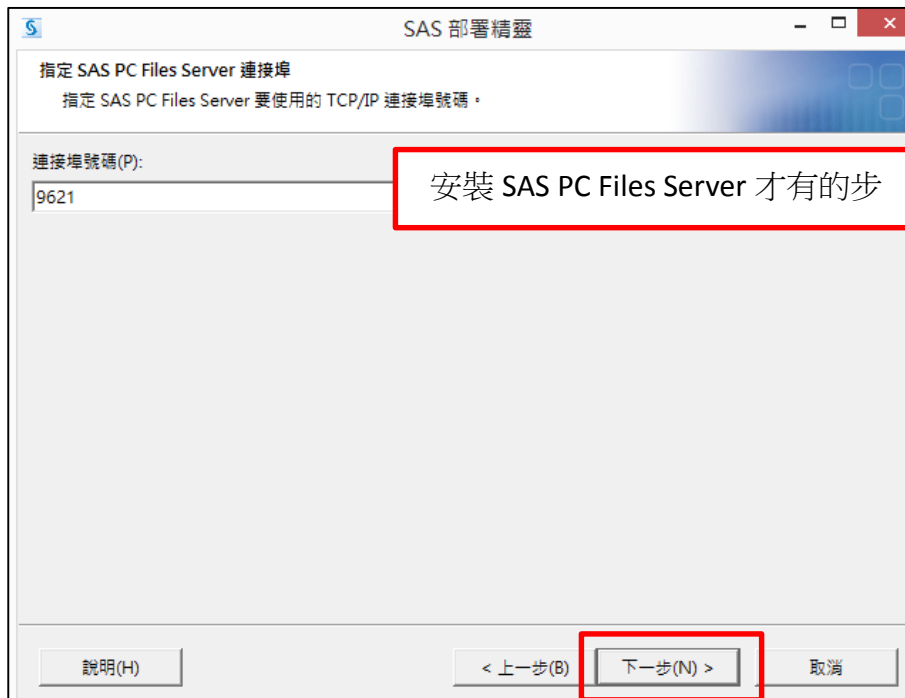 SAS 部署精靈
指定 SAS PC Files Server 連接埠
指定 SAS PC Files Server 要使用的 TCP/IP 連接埠號碼。
連接埠號碼(P):
9621
安裝 SAS PC Files Server 才有的步
說明(H)
< 上一步(B)
下一步(N) >
取消